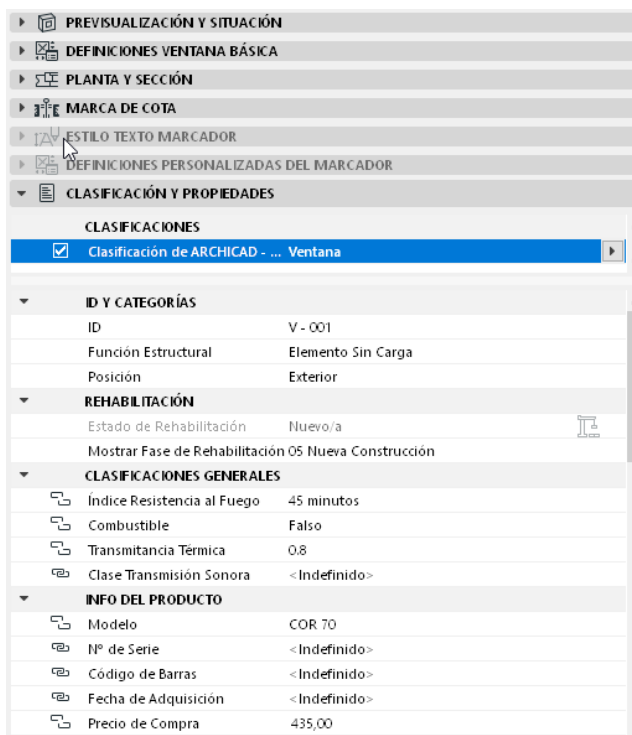 PREVISUALIZACIÓN Y SITUACIÓN
DEFINICIONES VENTANA BÁSICA
PLANTA Y SECCIÓN
MARCA DE COTA
ESTILO TEXTO MARCADOR
DEFINICIONES PERSONALIZADAS DEL MARCADOR
CLASIFICACIÓN Y PROPIEDADES
CLASIFICACIONES
Clasificación de ARCHICAD - ... Ventana
ID Y CATEGORÍAS
ID V - 001
Función Estructural Elemento Sin Carga
Posición Exterior
REHABILITACIÓN
Estado de Rehabilitación Nuevo/a
Mostrar Fase de Rehabilitación 05 Nueva Construcción
CLASIFICACIONES GENERALES
Índice Resistencia al Fuego 45 minutos
Combustible Falso
Transmitancia Térmica 0.8
Clase Transmisión Sonora <Indefinido>
INFO DEL PRODUCTO
Modelo COR 70
Nº de Serie <Indefinido>
Código de Barras <Indefinido>
Fecha de Adquisición <Indefinido>
Precio de Compra 435,00